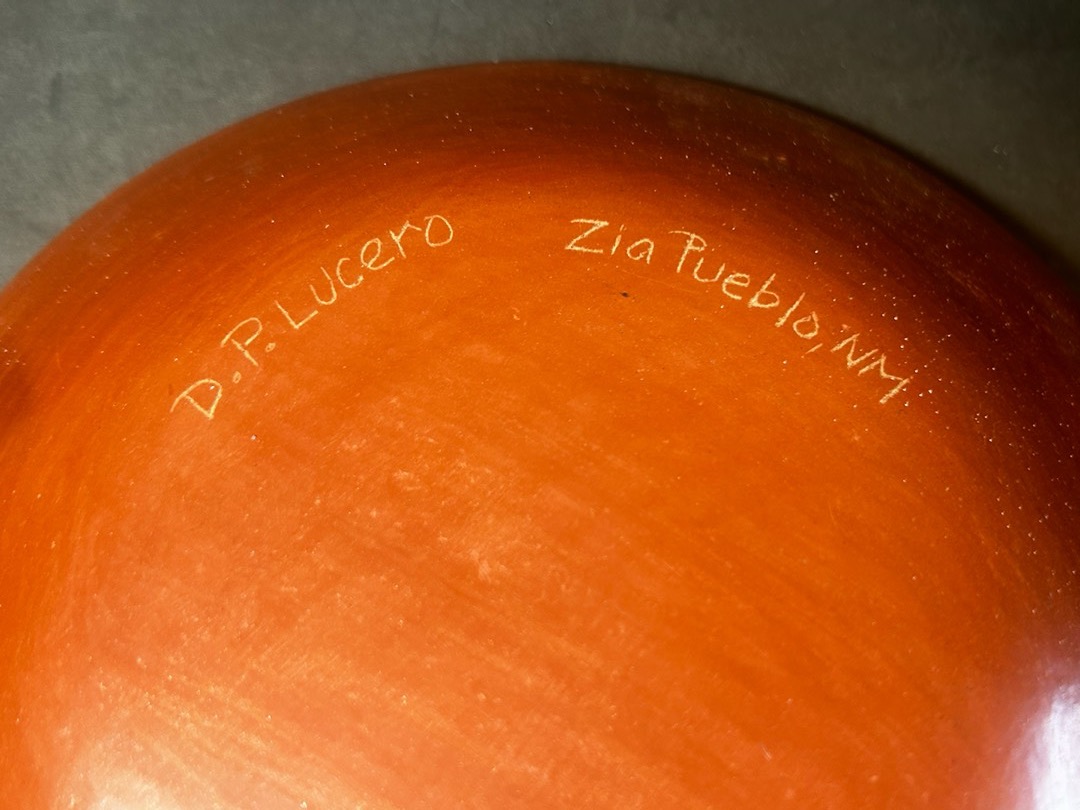 D.P. Lucero
Zia Pueblo, NM